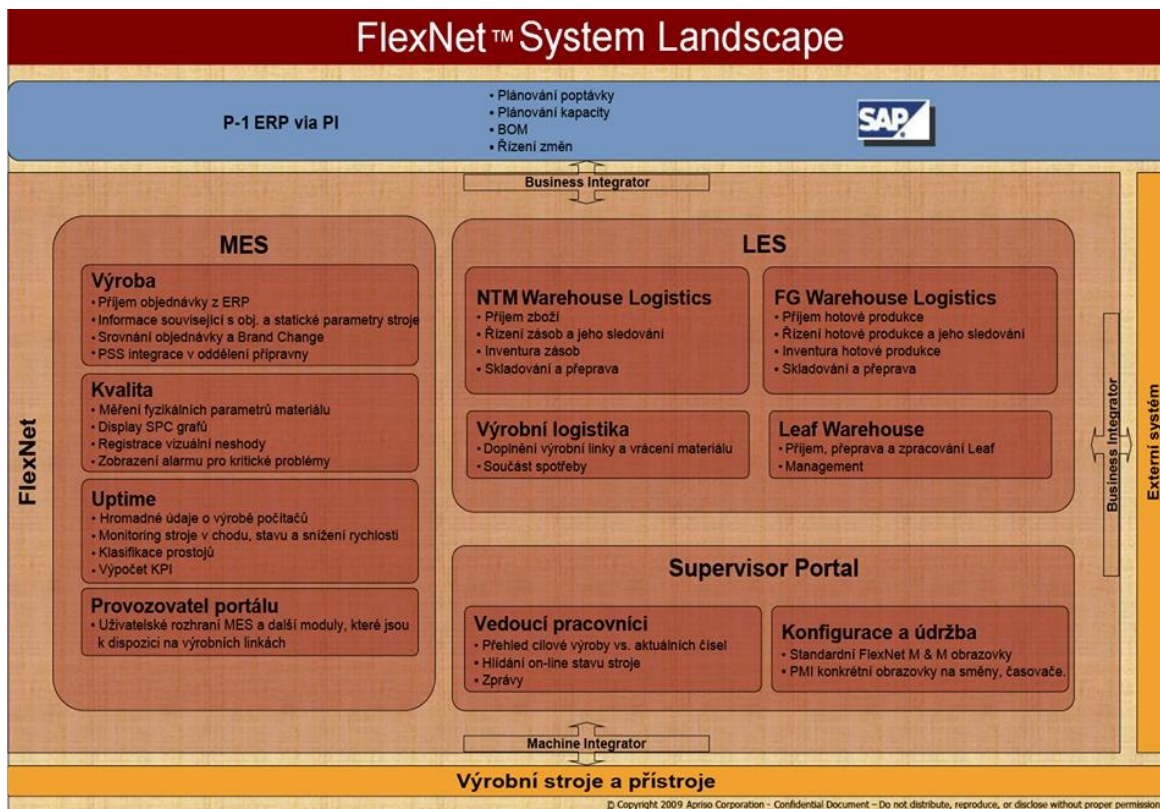 FlexNet™ System Landscape
P-1 ERP via PI
• Plánování poptávky
• Plánování kapacity
• BOM
• Řízení změn
SAP
Business Integrator
FlexNet
MES
Výroba
• Příjem objednávky z ERP
• Informace související s obj. a statické parametry stroje
• Srovnání objednávky a Brand Change
• PSS integrace v oddělení přípravny
Kvalita
• Měření fyzikálních parametrů materiálu
• Display SPC grafů
• Registrace vizuální neshody
• Zobrazení alarmu pro kritické problémy
Uptime
• Hromadné údaje o výrobě počítačů
• Monitoring stroje v chodu, stavu a snížení rychlosti
• Klasifikace prostojů
• Výpočet KPI
Provozovatel portálu
• Uživatelské rozhraní MES a další moduly, které jsou
k dispozici na výrobních linkách
LES
NTM Warehouse Logistics
• Příjem zboží
• Řízení zásob a jeho sledování
• Inventura zásob
• Skladování a přeprava
FG Warehouse Logistics
• Příjem hotové produkce
• Řízení hotové produkce a jeho sledování
• Inventura hotové produkce
• Skladování a přeprava
Výrobní logistika
• Doplnění výrobní linky a vrácení materiálu
• Součást spotřeby
Leaf Warehouse
• Příjem, přeprava a zpracování Leaf
• Management
Supervisor Portal
Vedoucí pracovníci
• Přehled cílové výroby vs. aktuálních čísel
• Hlídání on-line stavu stroje
• Zprávy
Konfigurace a údržba
• Standardní FlexNet M & M obrazovky
• PMI konkrétní obrazovky na směny, časovače.
Business Integrator
Externí systém
Machine Integrator
Výrobní stroje a přístroje
© Copyright 2009 Apriso Corporation - Confidential Document – Do not distribute, reproduce, or disclose without proper permission